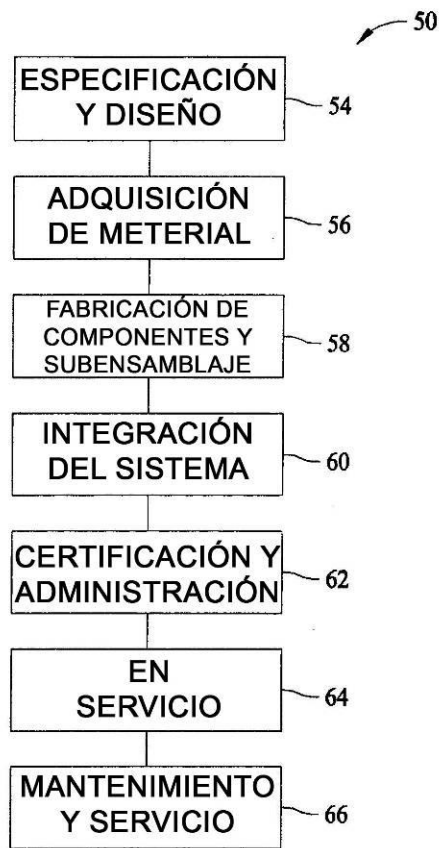 50
ESPECIFICACIÓN
Y DISEÑO
54
ADQUISICIÓN
DE METERIAL
56
FABRICACIÓN DE
COMPONENTES Y
SUBENSAMBLAJE
58
INTEGRACIÓN
DEL SISTEMA
60
CERTIFICACIÓN Y
ADMINISTRACIÓN
62
EN
SERVICIO
64
MANTENIMIENTO
Y SERVICIO
66